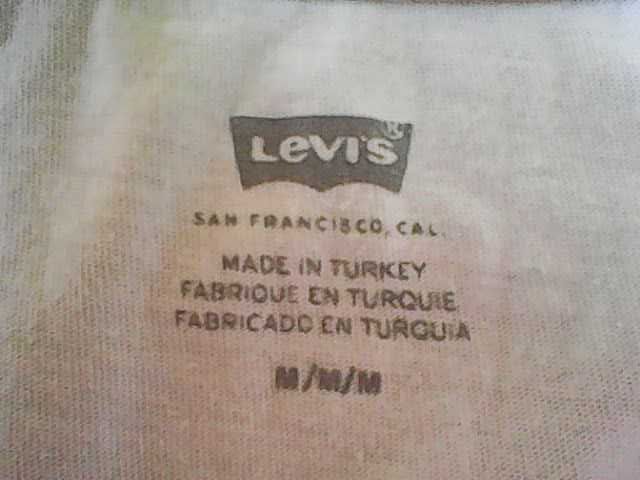 Levi's®
SAN FRANCISCO, CAL.
MADE IN TURKEY
FABRIQUE EN TURQUIE
FABRICADO EN TURQUIA
M/M/M